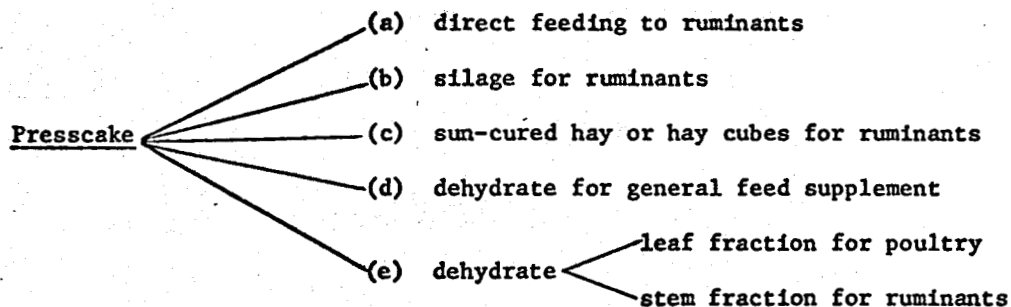 (a) direct feeding to ruminants
(b) silage for ruminants
Presscake
(c) sun-cured hay or hay cubes for ruminants
(d) dehydrate for general feed supplement
leaf fraction for poultry
(e) dehydrate
stem fraction for ruminants